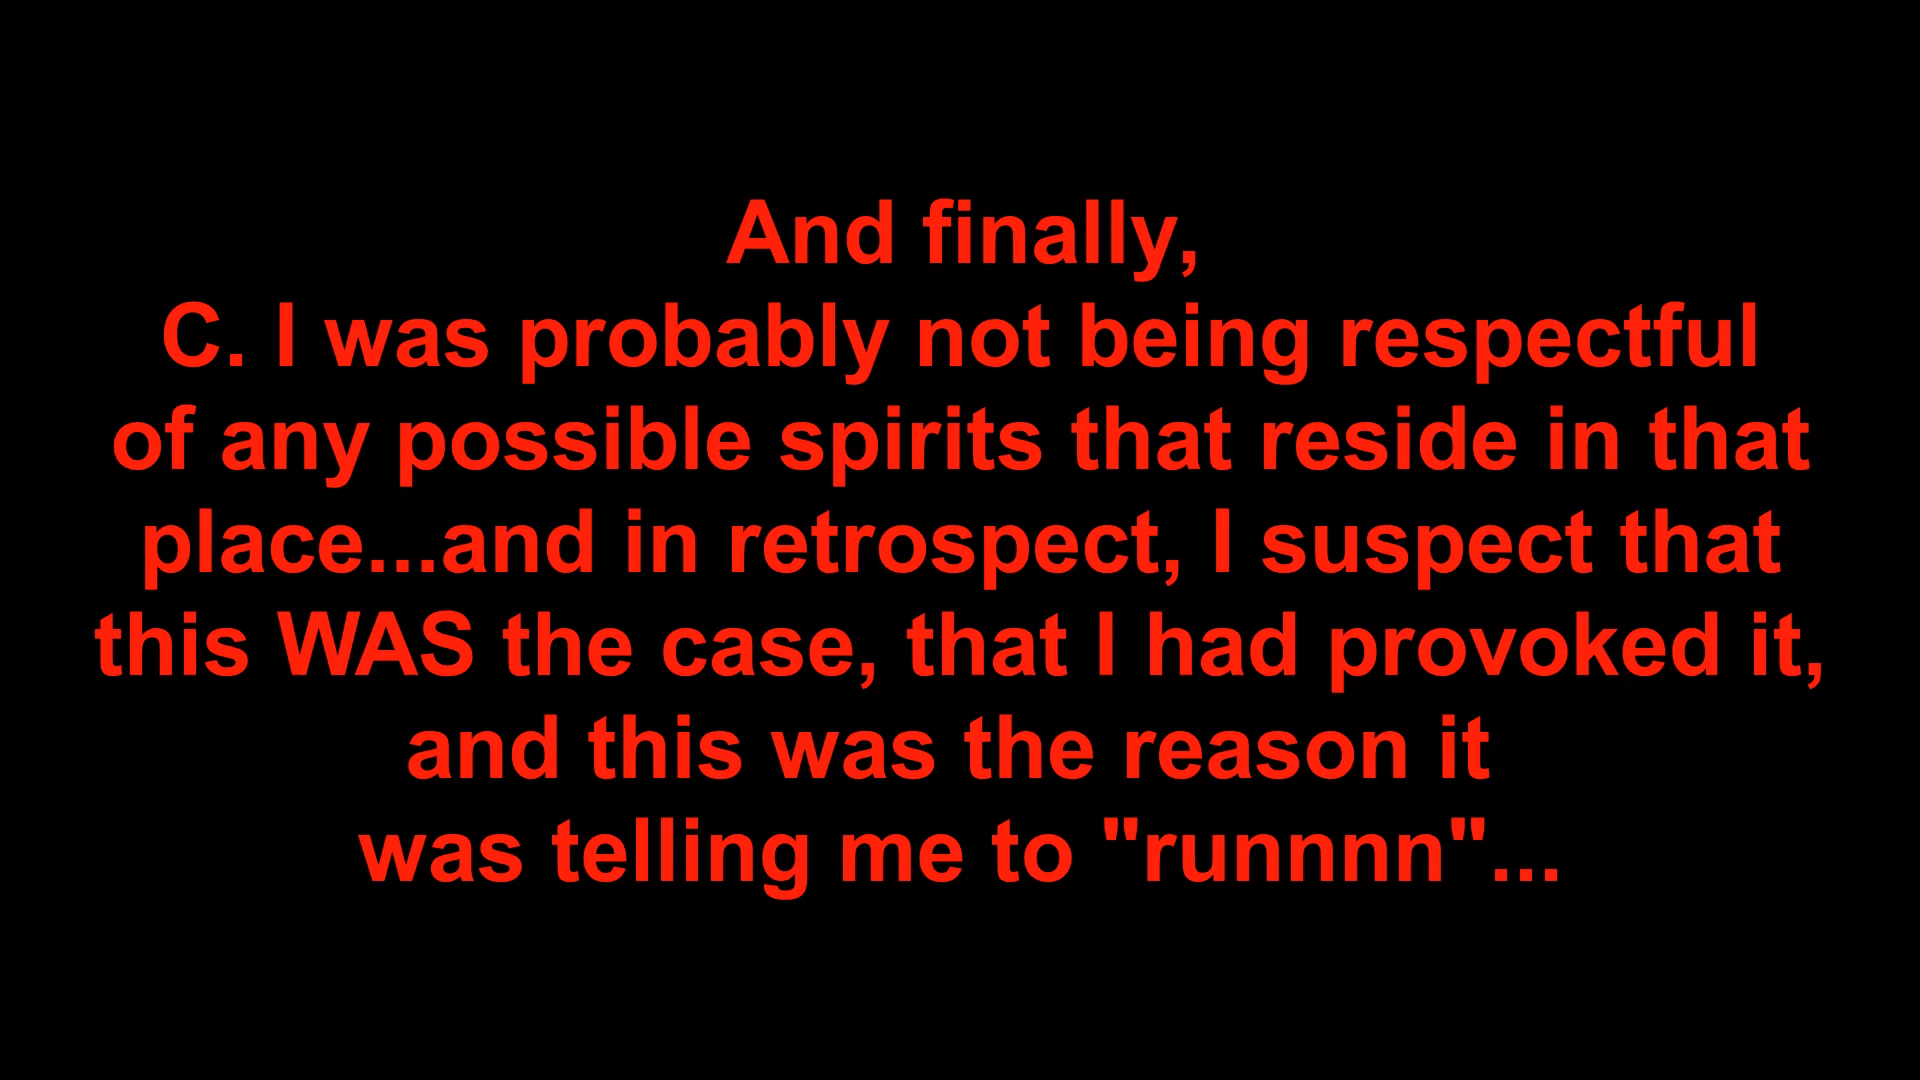 And finally,
C. I was probably not being respectful
of any possible spirits that reside in that
place...and in retrospect, I suspect that
this WAS the case, that I had provoked it,
and this was the reason it
was telling me to "runnnn"...